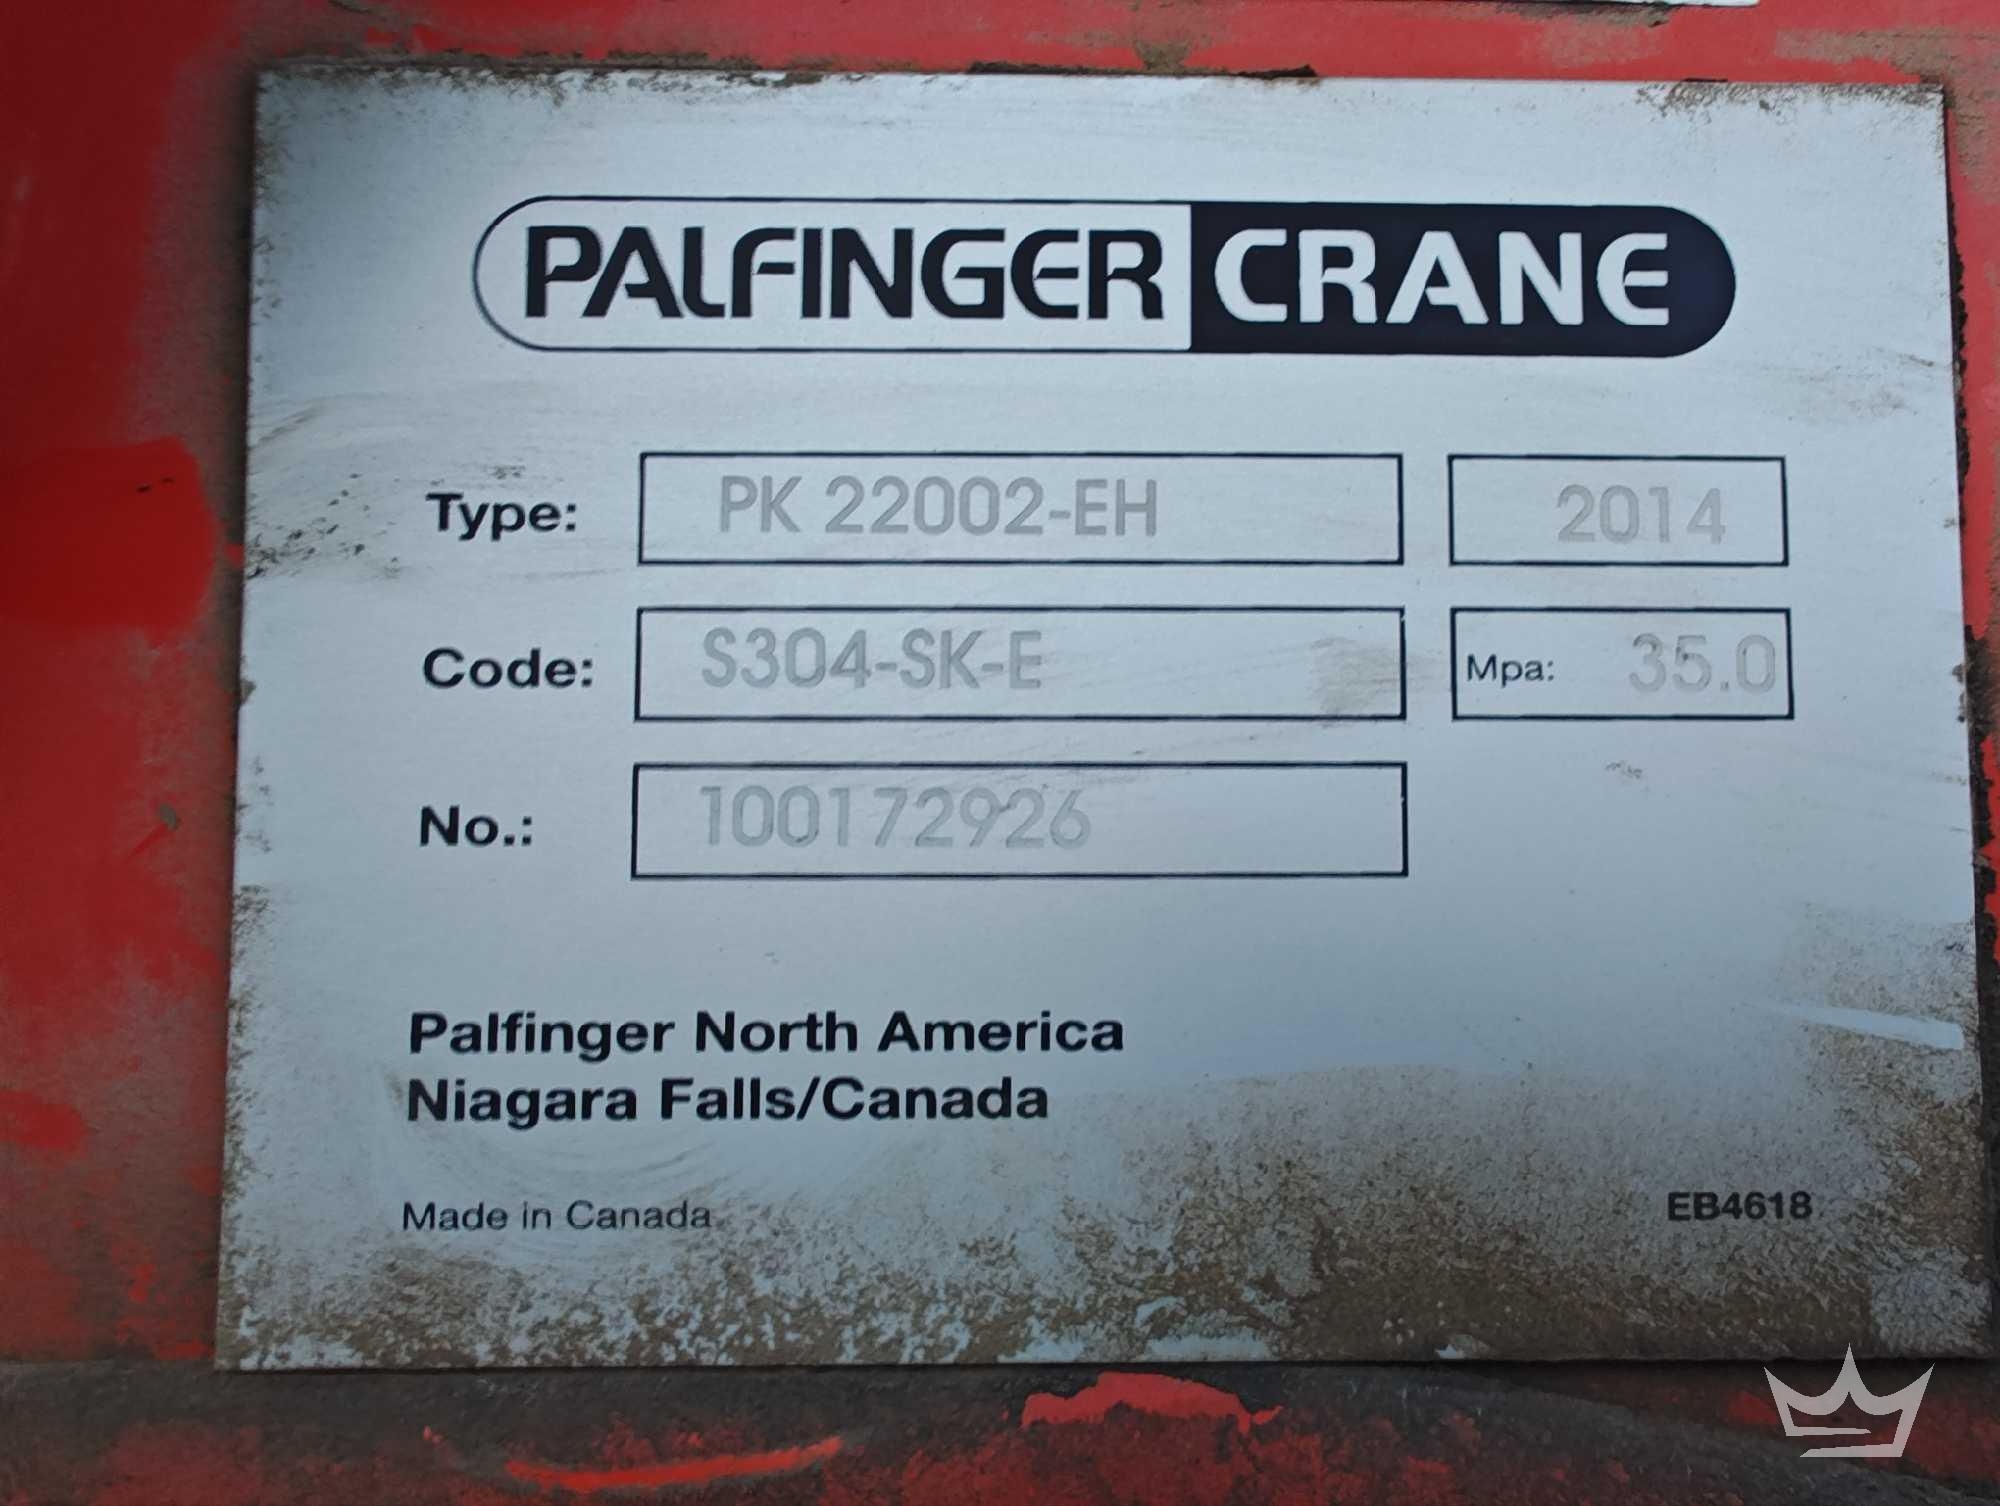 PALFINGER CRANE
Type: PK 22002-EH 2014
Code: S304-SK-E Mpa: 35.0
No.: 100172926
Palfinger North America
Niagara Falls/Canada
Made in Canada EB4618